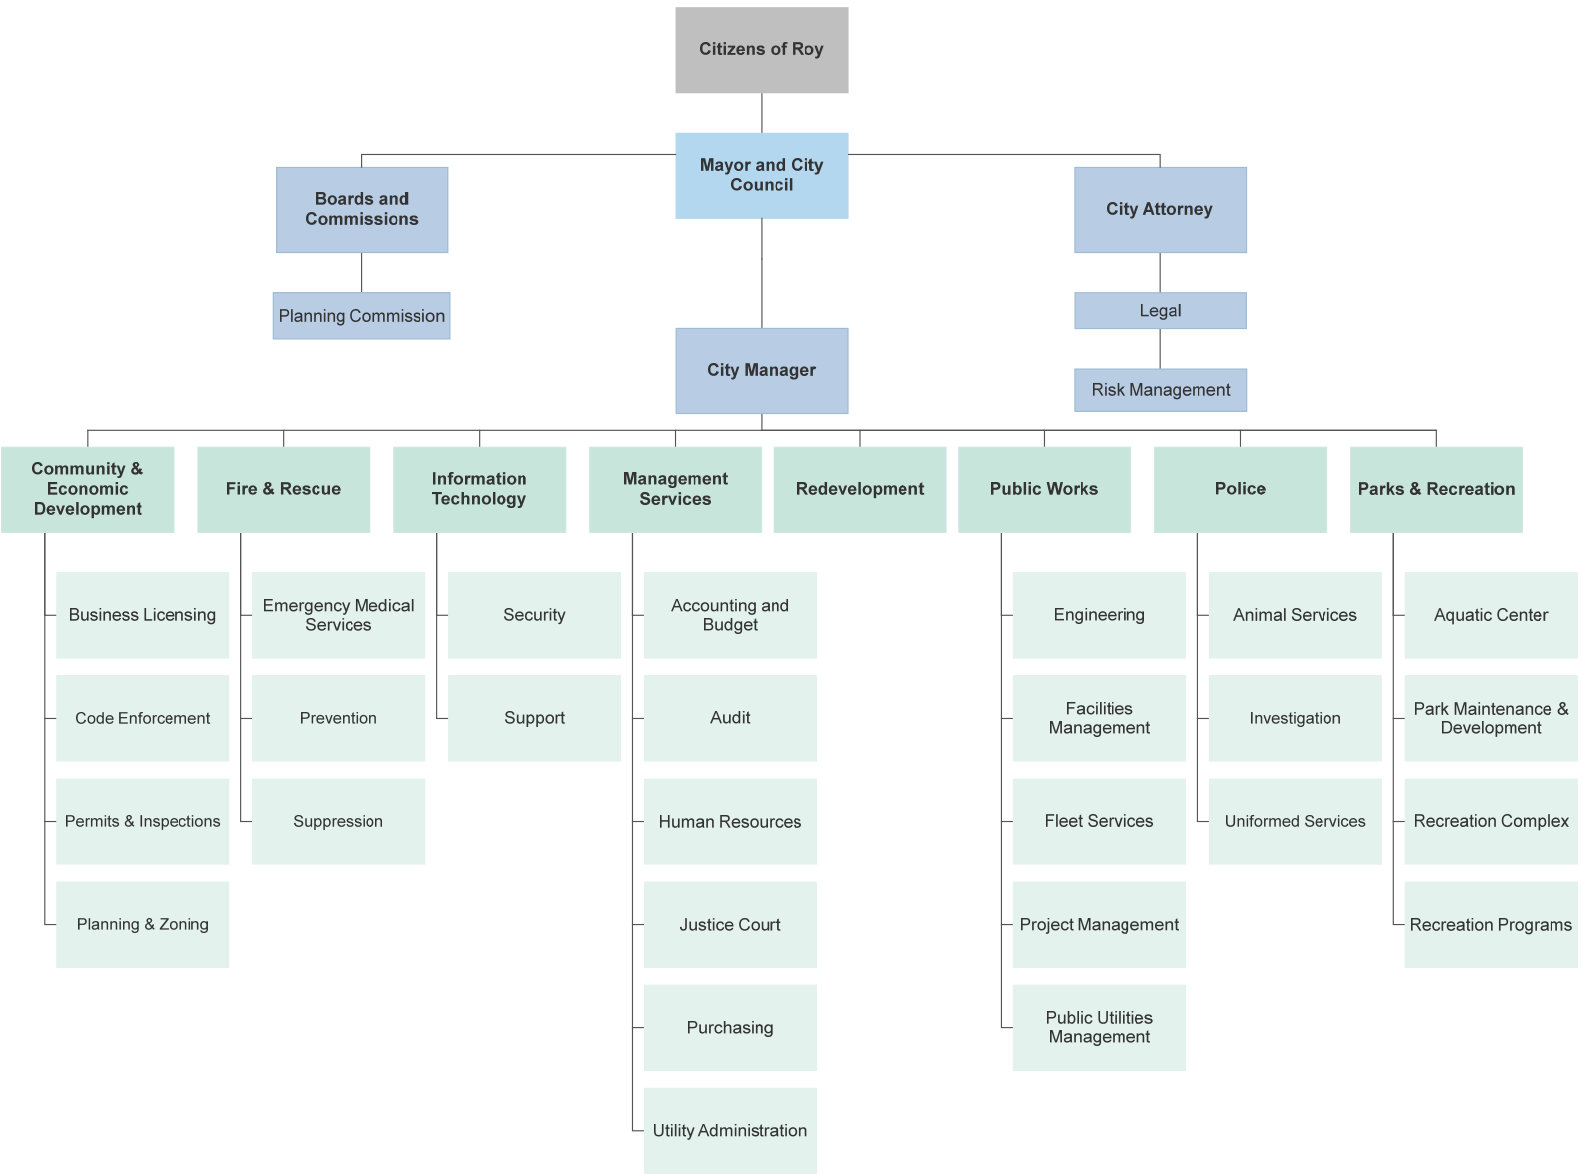 Citizens of Roy
Mayor and City
Council
Boards and
Commissions
City Attorney
Planning Commission
Legal
City Manager
Risk Management
Community &
Economic
Development
Fire & Rescue
Information
Technology
Management
Services
Redevelopment
Public Works
Police
Parks & Recreation
Business Licensing
Code Enforcement
Permits & Inspections
Planning & Zoning
Emergency Medical
Services
Prevention
Suppression
Security
Support
Accounting and
Budget
Audit
Human Resources
Justice Court
Purchasing
Utility Administration
Engineering
Facilities
Management
Fleet Services
Project Management
Public Utilities
Management
Animal Services
Investigation
Uniformed Services
Aquatic Center
Park Maintenance &
Development
Recreation Complex
Recreation Programs